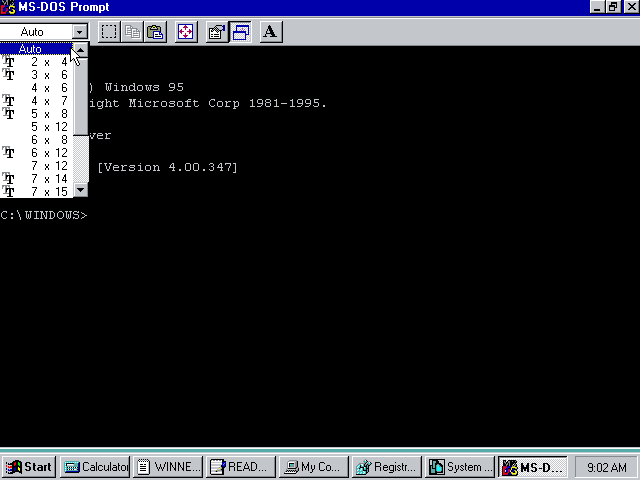 MS-DOS Prompt
Auto
A
Auto
2 x 4
3 x 6
4 x 6
4 x 7
5 x 8
5 x 12
6 x 8
6 x 12
7 x 12
7 x 14
7 x 15
) Windows 95
ight Microsoft Corp 1981-1995.
ver
[Version 4.00.347]
C:\WINDOWS>
Start
Calculator
WINNE...
READ...
My Co...
Registr...
System ...
MS-D...
9:02 AM